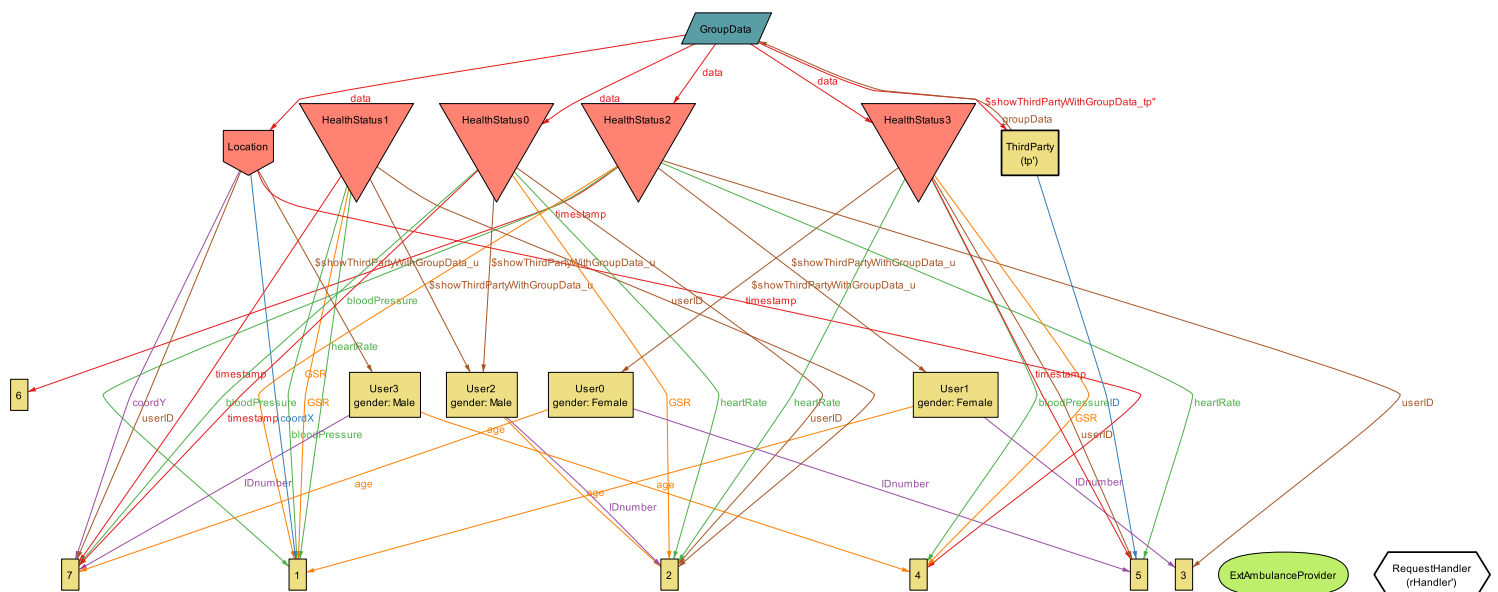 GroupData
data
data
data
data
$showThirdPartyWithGroupData_tp"
groupData
HealthStatus1
HealthStatus0
HealthStatus2
HealthStatus3
Location
ThirdParty
(tp')
timestamp
$showThirdPartyWithGroupData_u
$showThirdPartyWithGroupData_u
$showThirdPartyWithGroupData_u
$showThirdPartyWithGroupData_u
$showThirdPartyWithGroupData_u
bloodPressure
userID
timestamp
heartRate
timestamp
GSR
timestamp
6
User3
gender: Male
User2
gender: Male
User0
gender: Female
User1
gender: Female
coordY
bloodPressure
GSR
GSR
heartRate
heartRate
bloodPressure
ID
heartRate
userID
userID
timestamp
coordX
userID
GSR
bloodPressure
age
userID
IDnumber
age
age
age
IDnumber
IDnumber
IDnumber
7
1
2
4
5
3
ExtAmbulanceProvider
RequestHandler
(rHandler')